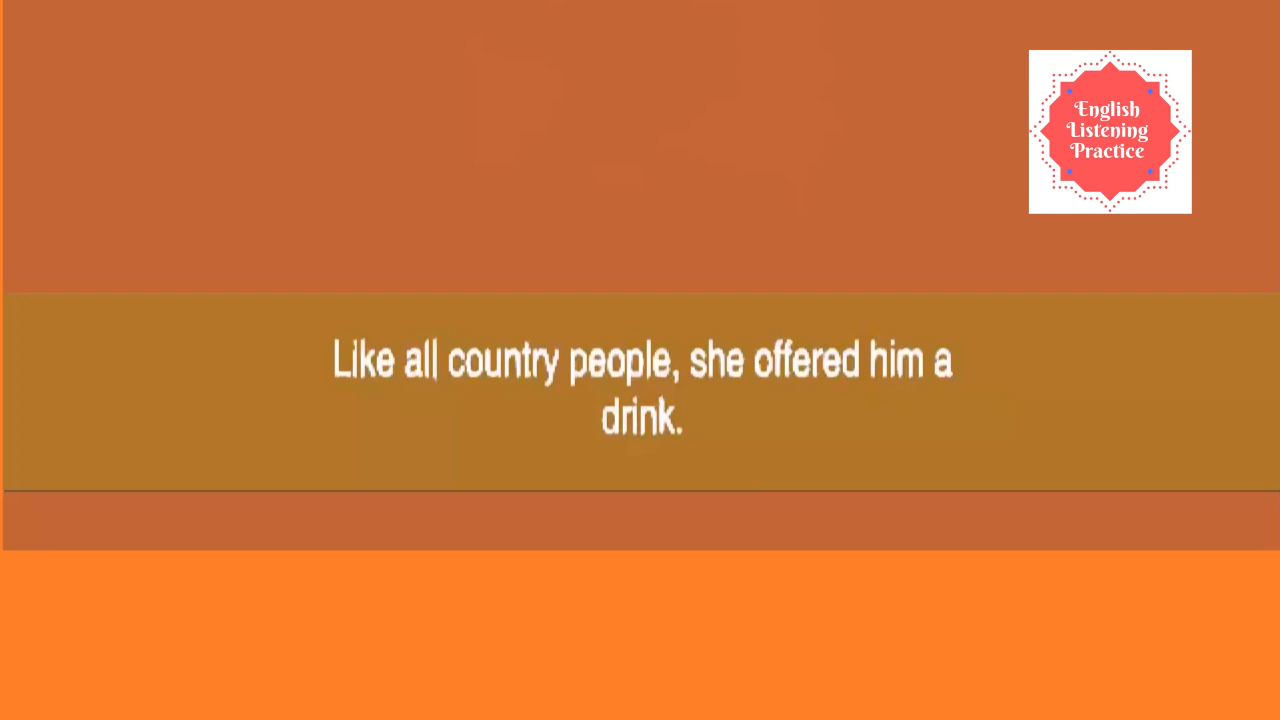 English
Listening
Practice
Like all country people, she offered him a
drink.